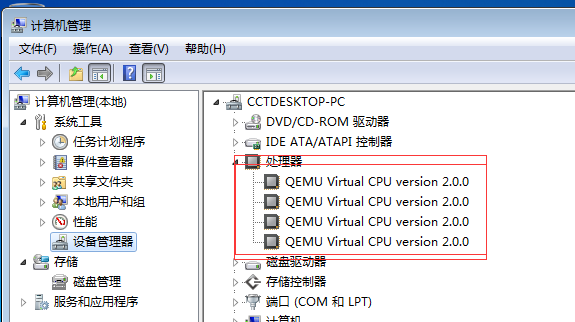 计算机管理
文件(F) 操作(A) 查看(V) 帮助(H)
计算机管理(本地)
系统工具
任务计划程序
事件查看器
共享文件夹
本地用户和组
性能
设备管理器
存储
磁盘管理
服务和应用程序
CCTDESKTOP-PC
DVD/CD-ROM 驱动器
IDE ATA/ATAPI 控制器
处理器
QEMU Virtual CPU version 2.0.0
QEMU Virtual CPU version 2.0.0
QEMU Virtual CPU version 2.0.0
QEMU Virtual CPU version 2.0.0
磁盘驱动器
存储控制器
端口 (COM 和 LPT)
计算机